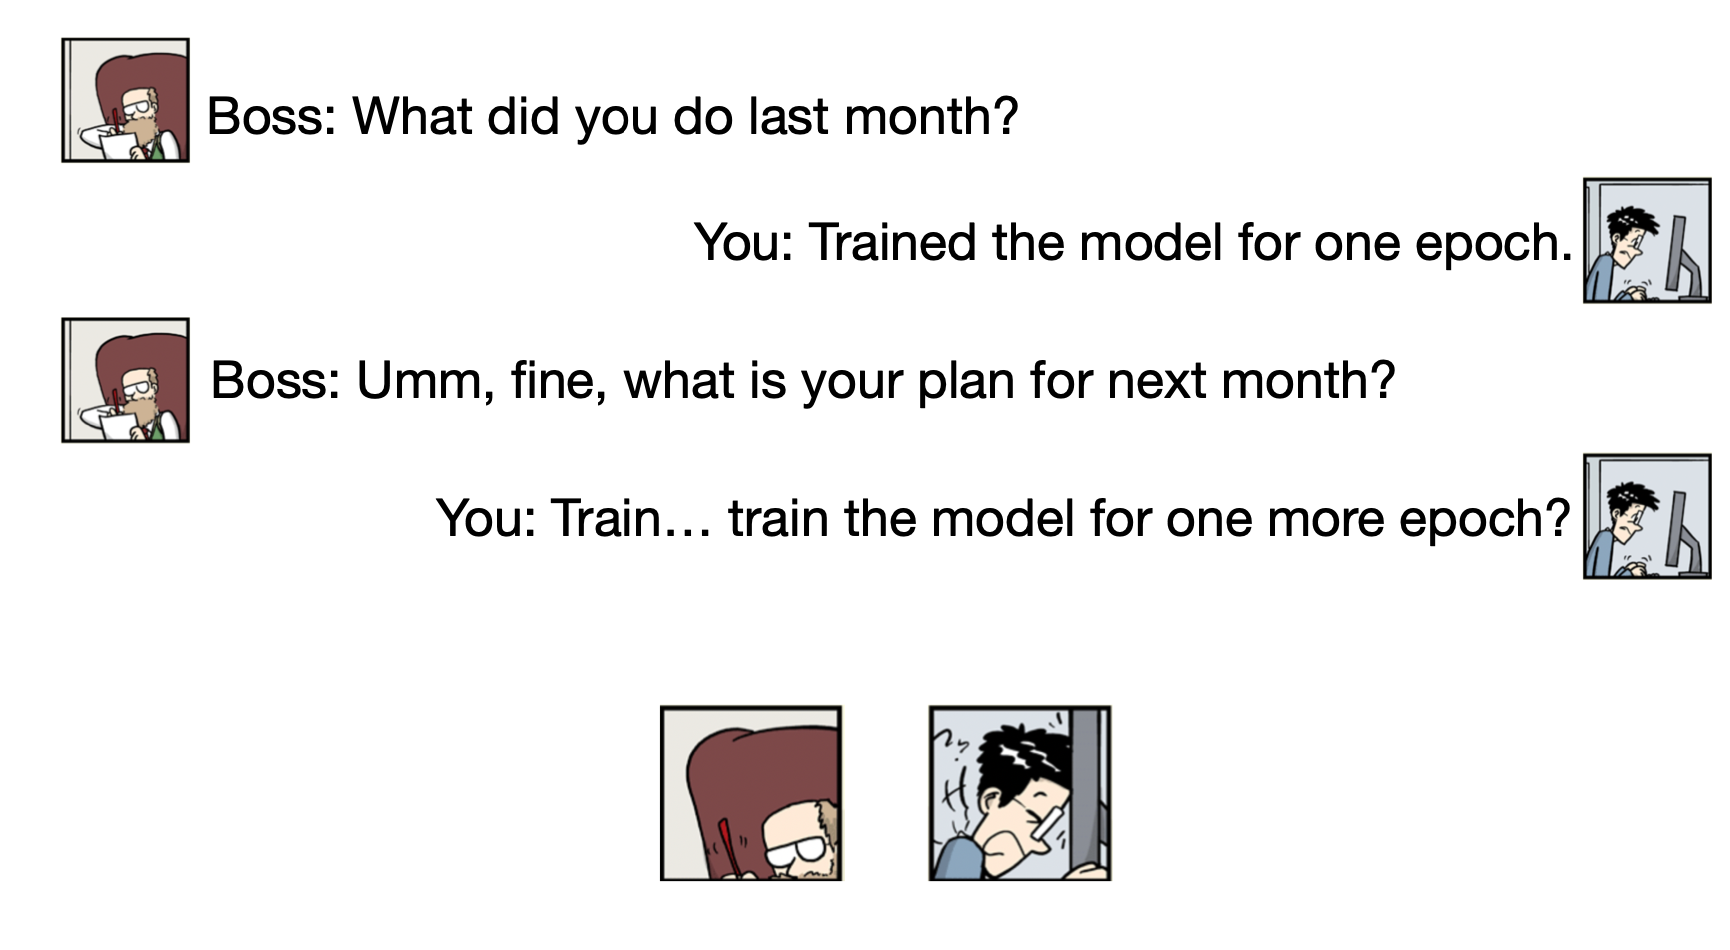 Boss: What did you do last month?
You: Trained the model for one epoch.
Boss: Umm, fine, what is your plan for next month?
You: Train… train the model for one more epoch?